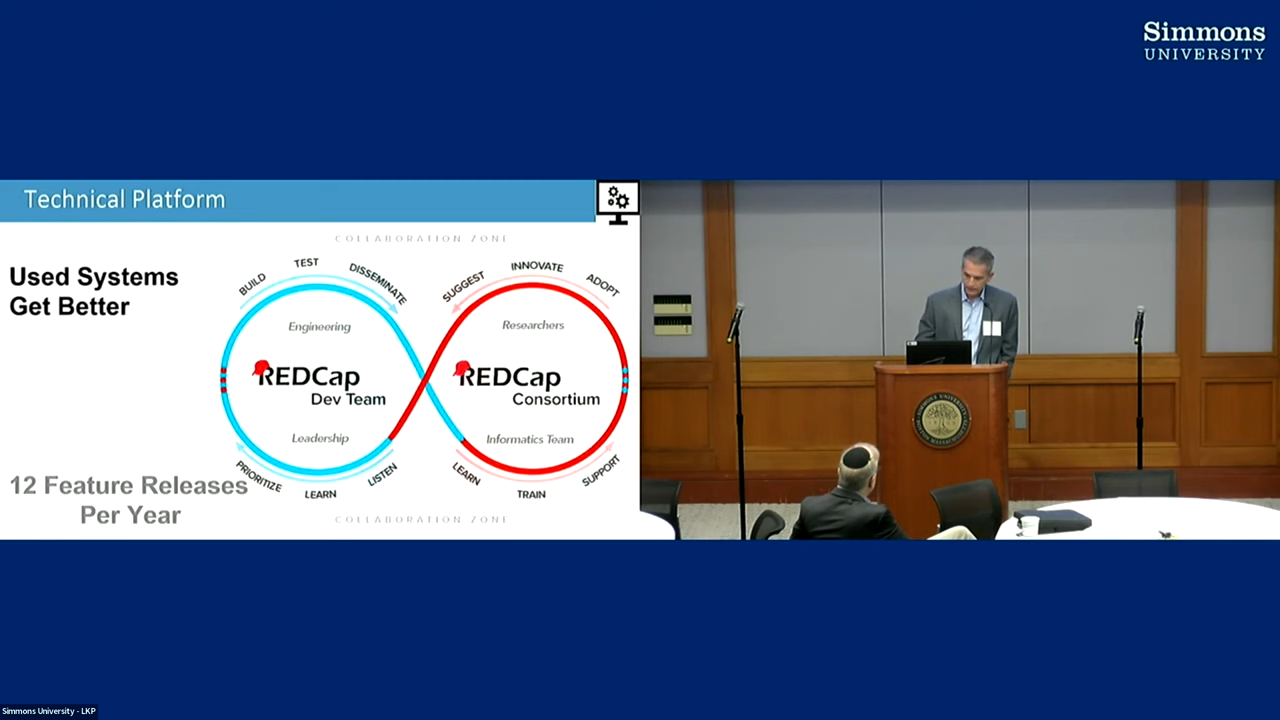 Simmons
UNIVERSITY
Technical Platform
COLLABORATION ZONE
Used Systems
Get Better
BUILD
TEST
DISSEMINATE
SUGGEST
INNOVATE
ADOPT
Engineering
Researchers
REDCap
Dev Team
REDCap
Consortium
Leadership
Informatics Team
PRIORITIZE
LEARN
LISTEN
LEARN
TRAIN
SUPPORT
12 Feature Releases
Per Year
COLLABORATION ZONE
SIMMONS UNIVERSITY
Simmons University - LKP